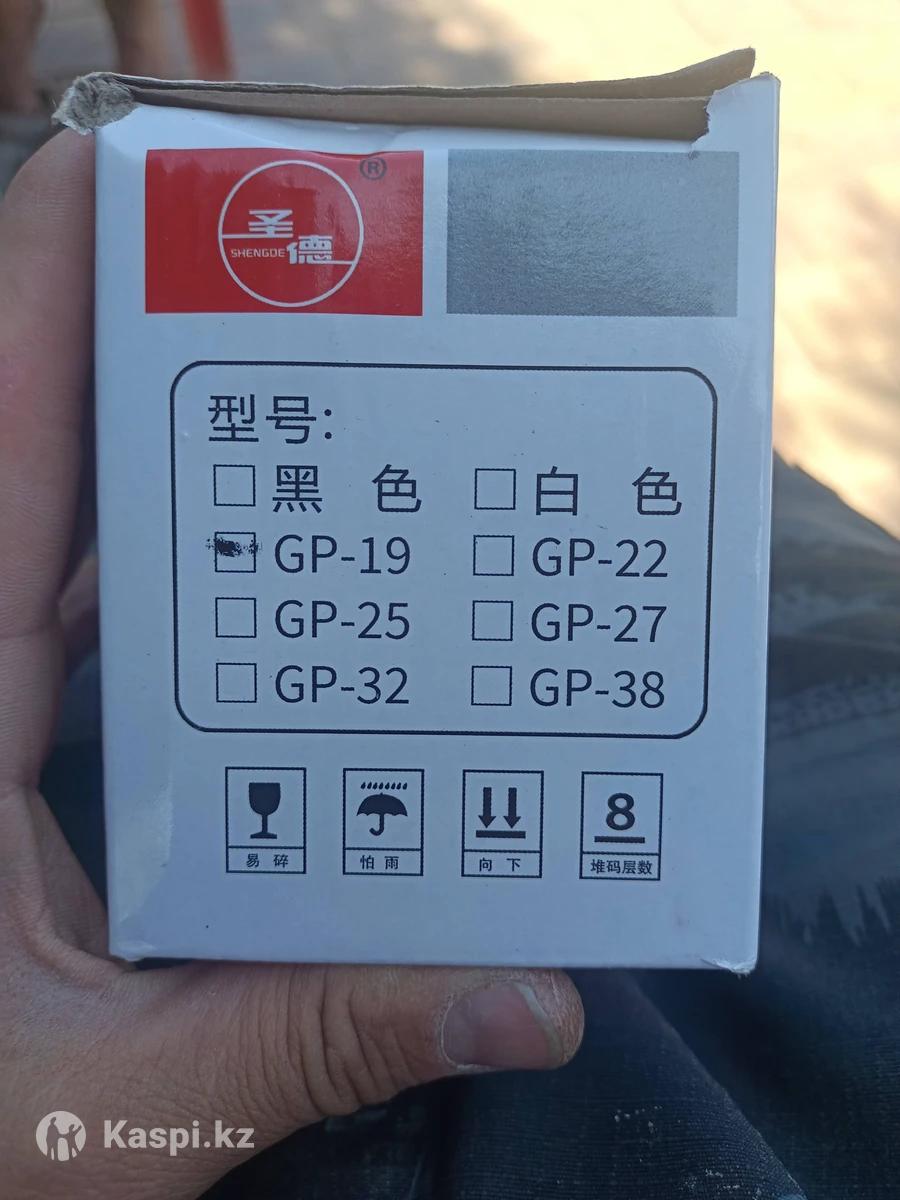 ®
圣
SHENGDE 德
型号:
黑 色 白 色
GP-19 GP-22
GP-25 GP-27
GP-32 GP-38
8
易 碎 怕 雨 向 下 堆码层数
Kaspi.kz